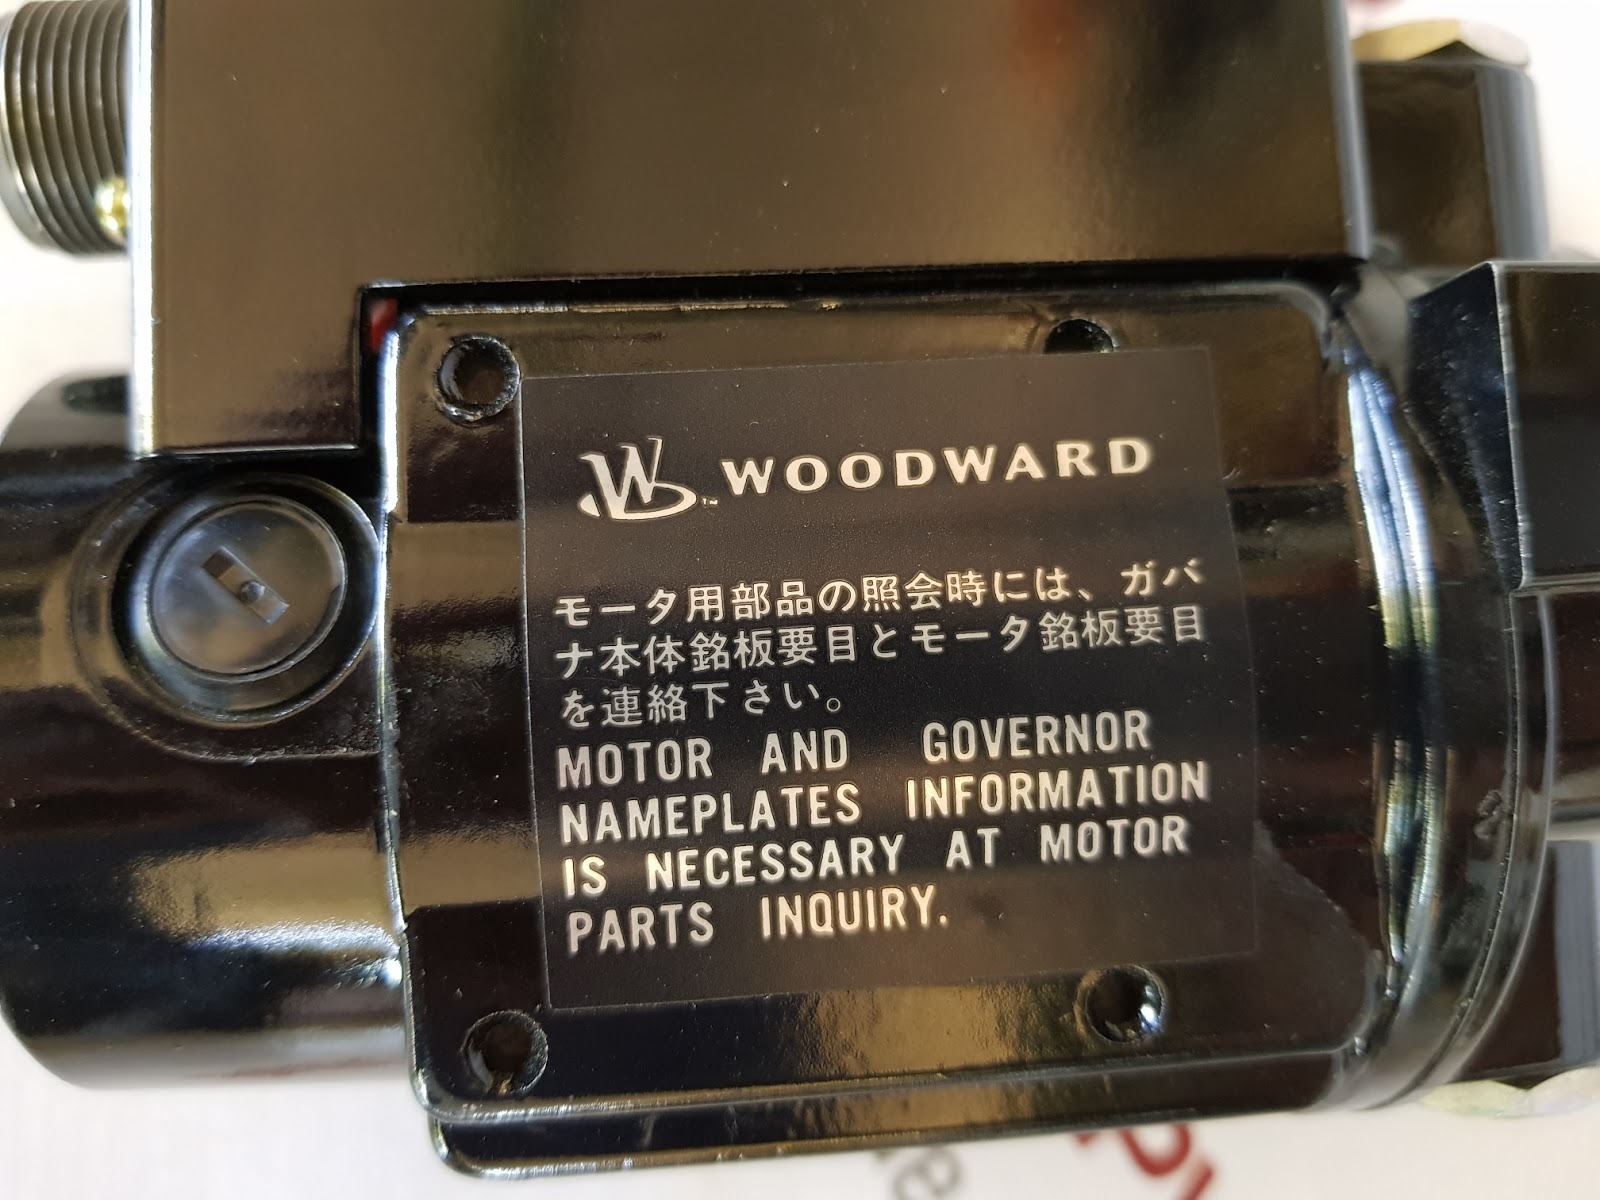 WOODWARD
モータ用部品の照会時には、ガバ
ナ本体銘板要目とモータ銘板要目
を連絡下さい。
MOTOR AND GOVERNOR
NAMEPLATES INFORMATION
IS NECESSARY AT MOTOR
PARTS INQUIRY.